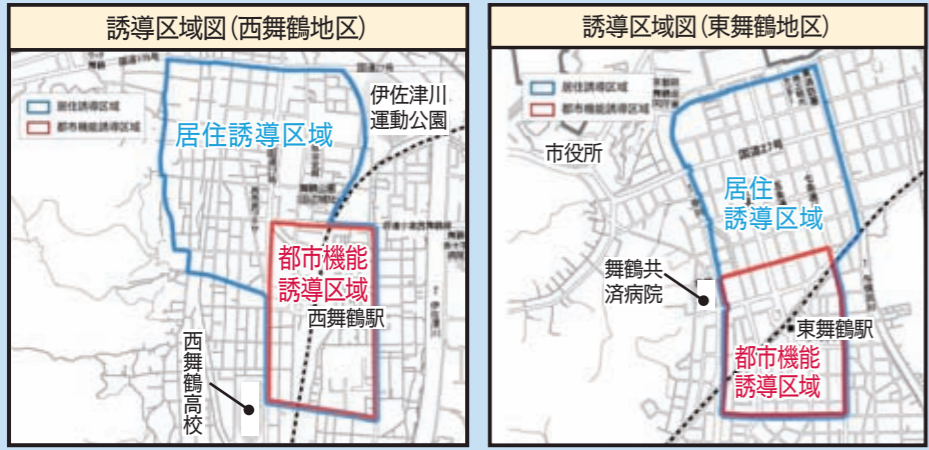 誘導区域図(西舞鶴地区)
居住誘導区域
都市機能誘導区域
居住誘導区域
伊佐津川
運動公園
都市機能
誘導区域
西舞鶴駅
西舞鶴高校
誘導区域図(東舞鶴地区)
居住誘導区域
都市機能誘導区域
市役所
国道27号
居住
誘導区域
舞鶴共
済病院
東舞鶴駅
都市機能
誘導区域